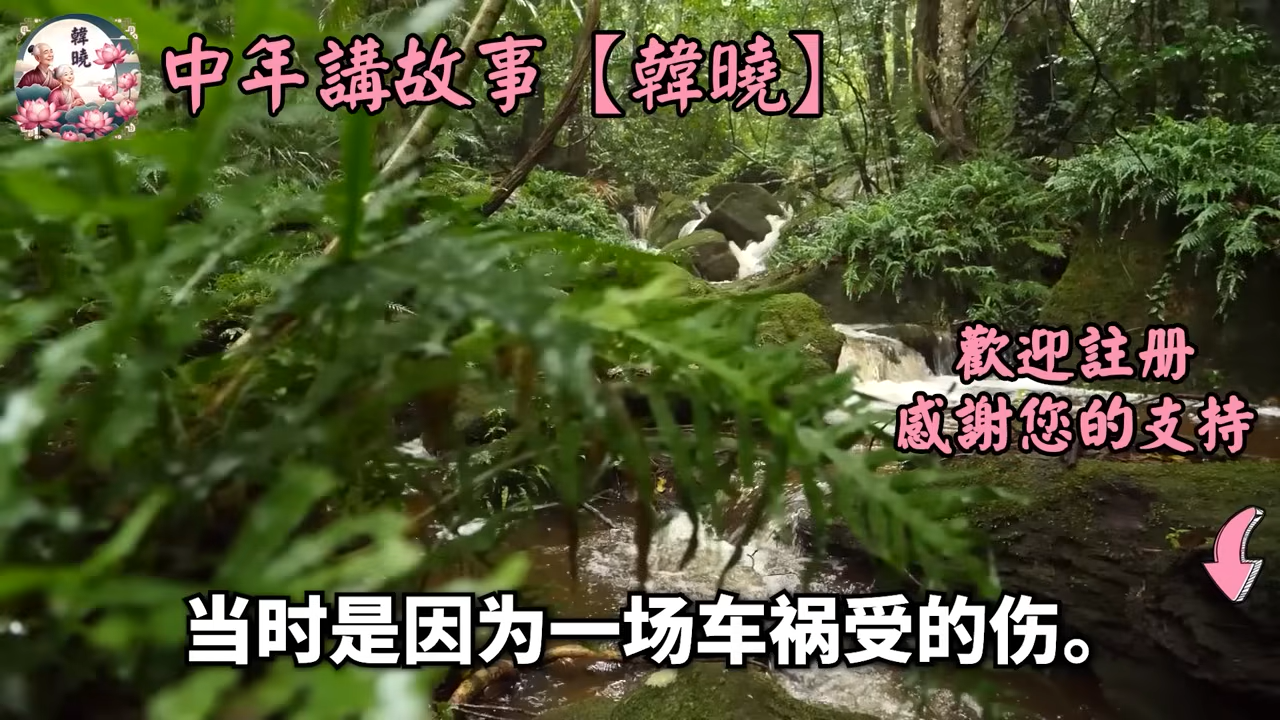 韓曉
中年講故事【韓曉】
歡迎註册
感謝您的支持
当时是因为一场车祸受的伤。